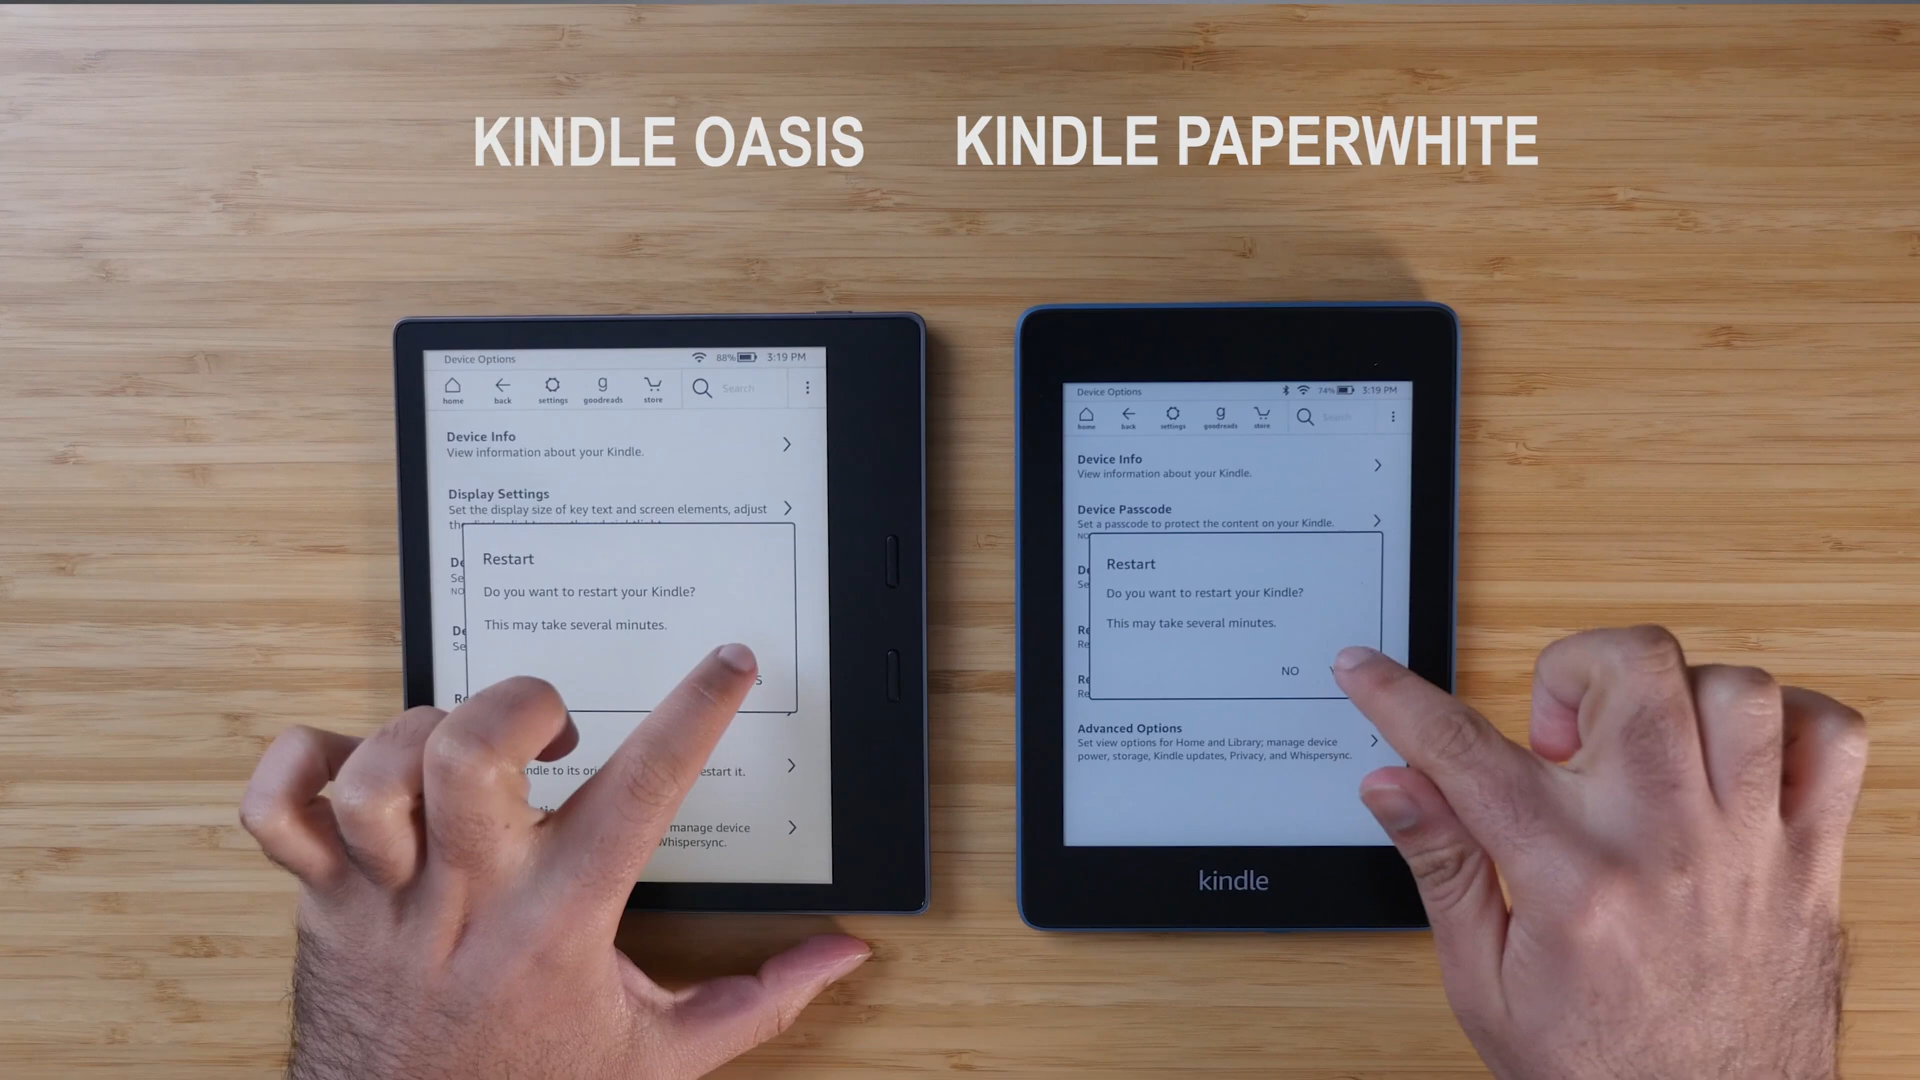 KINDLE OASIS
KINDLE PAPERWHITE
Device Options
88%
3:19 PM
home
back
settings
goodreads
store
Search
Device Info
View information about your Kindle.
Display Settings
Set the display size of key text and screen elements, adjust
Restart
Do you want to restart your Kindle?
This may take several minutes.
manage device
Whispersync.
Device Options
74%
3:19 PM
home
back
settings
goodreads
store
Search
Device Info
View information about your Kindle.
Device Passcode
Set a passcode to protect the content on your Kindle.
Restart
Do you want to restart your Kindle?
This may take several minutes.
NO
Advanced Options
Set view options for Home and Library; manage device
power, storage, Kindle updates, Privacy, and Whispersync.
kindle